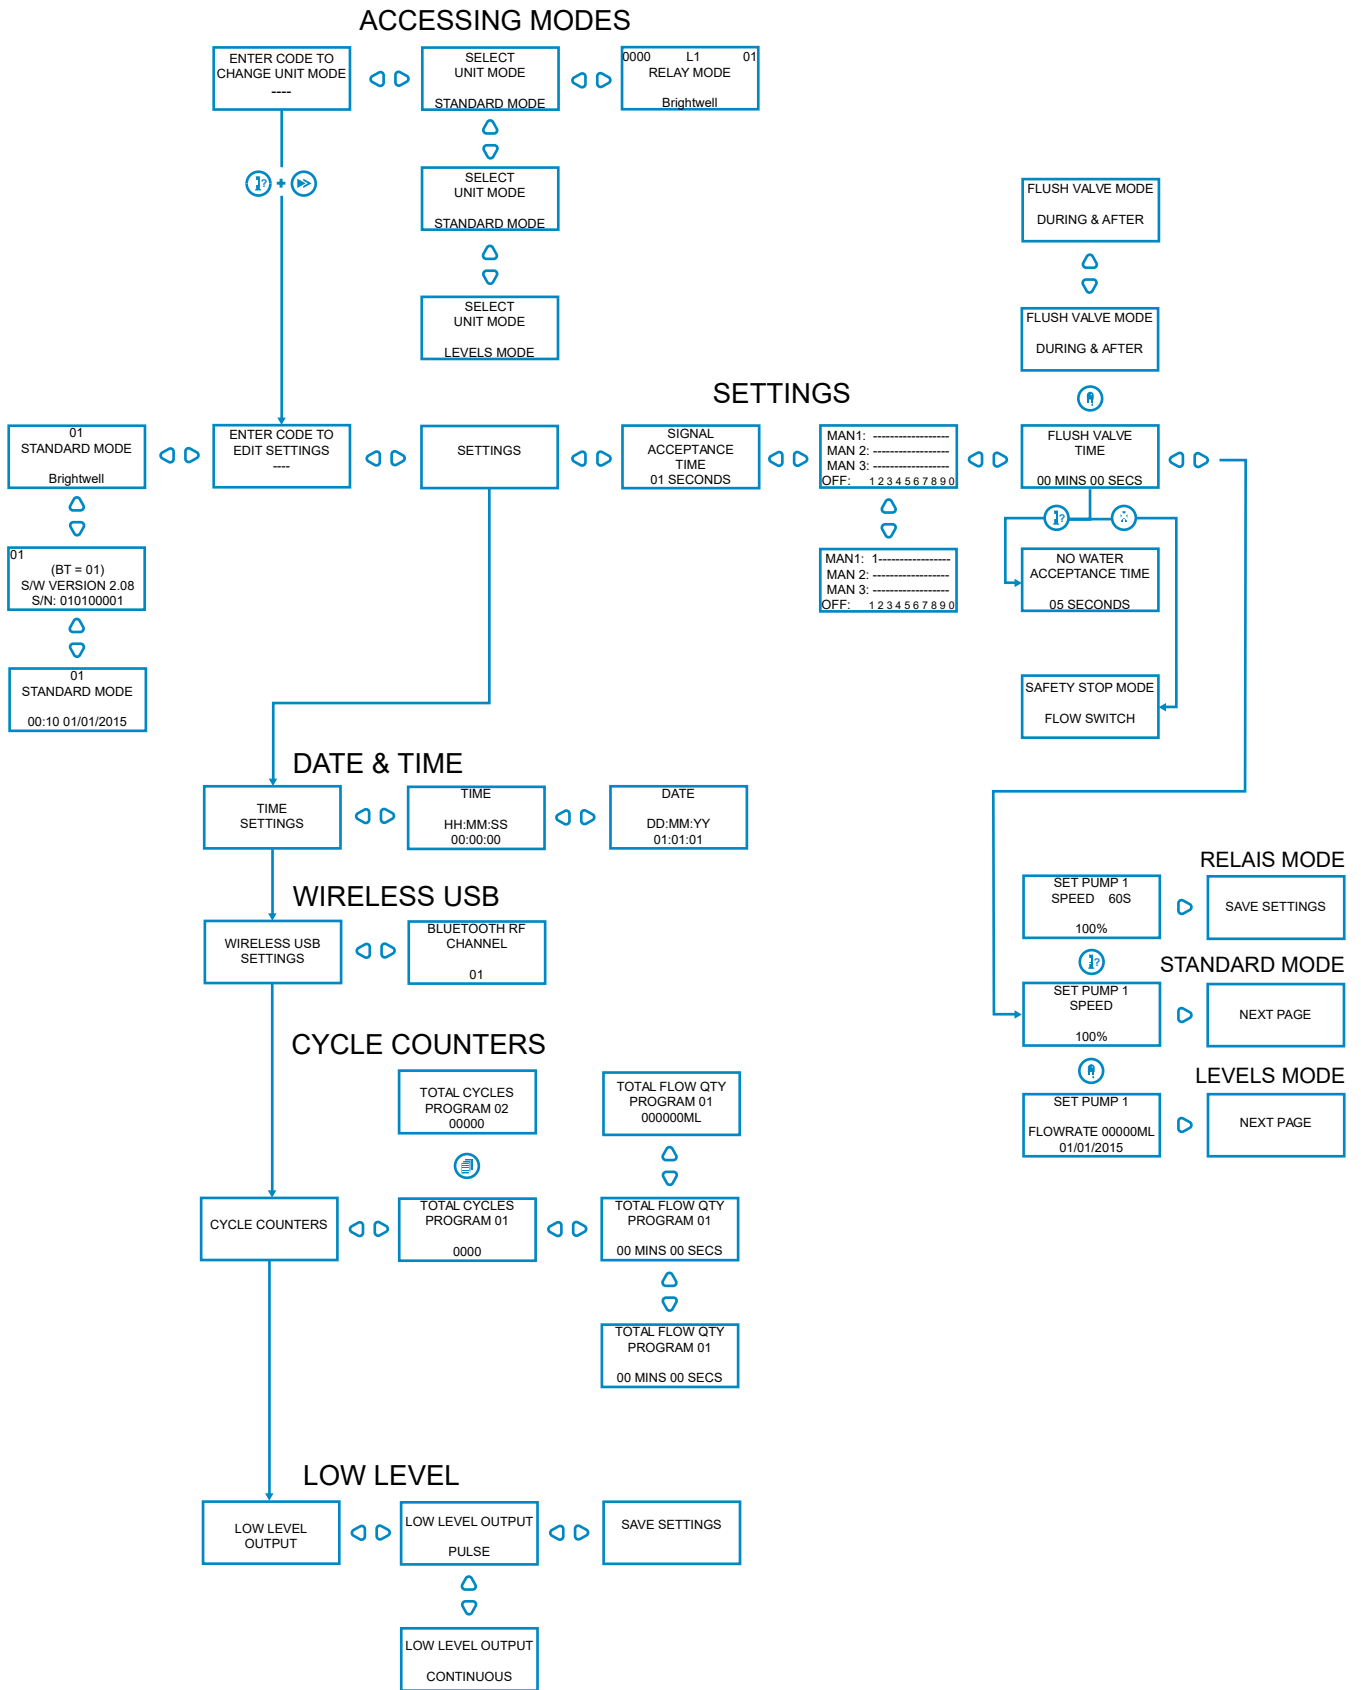 ACCESSING MODES
ENTER CODE TO
CHANGE UNIT MODE
----
SELECT
UNIT MODE
STANDARD MODE
0000 L1 01
RELAY MODE
Brightwell
SELECT
UNIT MODE
STANDARD MODE
SELECT
UNIT MODE
LEVELS MODE
FLUSH VALVE MODE
DURING & AFTER
FLUSH VALVE MODE
DURING & AFTER
SETTINGS
01
STANDARD MODE
Brightwell
ENTER CODE TO
EDIT SETTINGS
----
SETTINGS
SIGNAL
ACCEPTANCE
TIME
01 SECONDS
MAN1: ------------------
MAN 2: ------------------
MAN 3: ------------------
OFF: 1 2 3 4 5 6 7 8 9 0
FLUSH VALVE
TIME
00 MINS 00 SECS
01
(BT = 01)
S/W VERSION 2.08
S/N: 010100001
MAN1: 1-----------------
MAN 2: ------------------
MAN 3: ------------------
OFF: 1 2 3 4 5 6 7 8 9 0
NO WATER
ACCEPTANCE TIME
05 SECONDS
01
STANDARD MODE
00:10 01/01/2015
SAFETY STOP MODE
FLOW SWITCH
DATE & TIME
TIME
SETTINGS
TIME
HH:MM:SS
00:00:00
DATE
DD:MM:YY
01:01:01
WIRELESS USB
WIRELESS USB
SETTINGS
BLUETOOTH RF
CHANNEL
01
RELAIS MODE
SET PUMP 1
SPEED 60S
100%
SAVE SETTINGS
STANDARD MODE
SET PUMP 1
SPEED
100%
NEXT PAGE
LEVELS MODE
SET PUMP 1
FLOWRATE 00000ML
01/01/2015
NEXT PAGE
CYCLE COUNTERS
TOTAL CYCLES
PROGRAM 02
00000
TOTAL FLOW QTY
PROGRAM 01
000000ML
CYCLE COUNTERS
TOTAL CYCLES
PROGRAM 01
0000
TOTAL FLOW QTY
PROGRAM 01
00 MINS 00 SECS
TOTAL FLOW QTY
PROGRAM 01
00 MINS 00 SECS
LOW LEVEL
LOW LEVEL
OUTPUT
LOW LEVEL OUTPUT
PULSE
SAVE SETTINGS
LOW LEVEL OUTPUT
CONTINUOUS